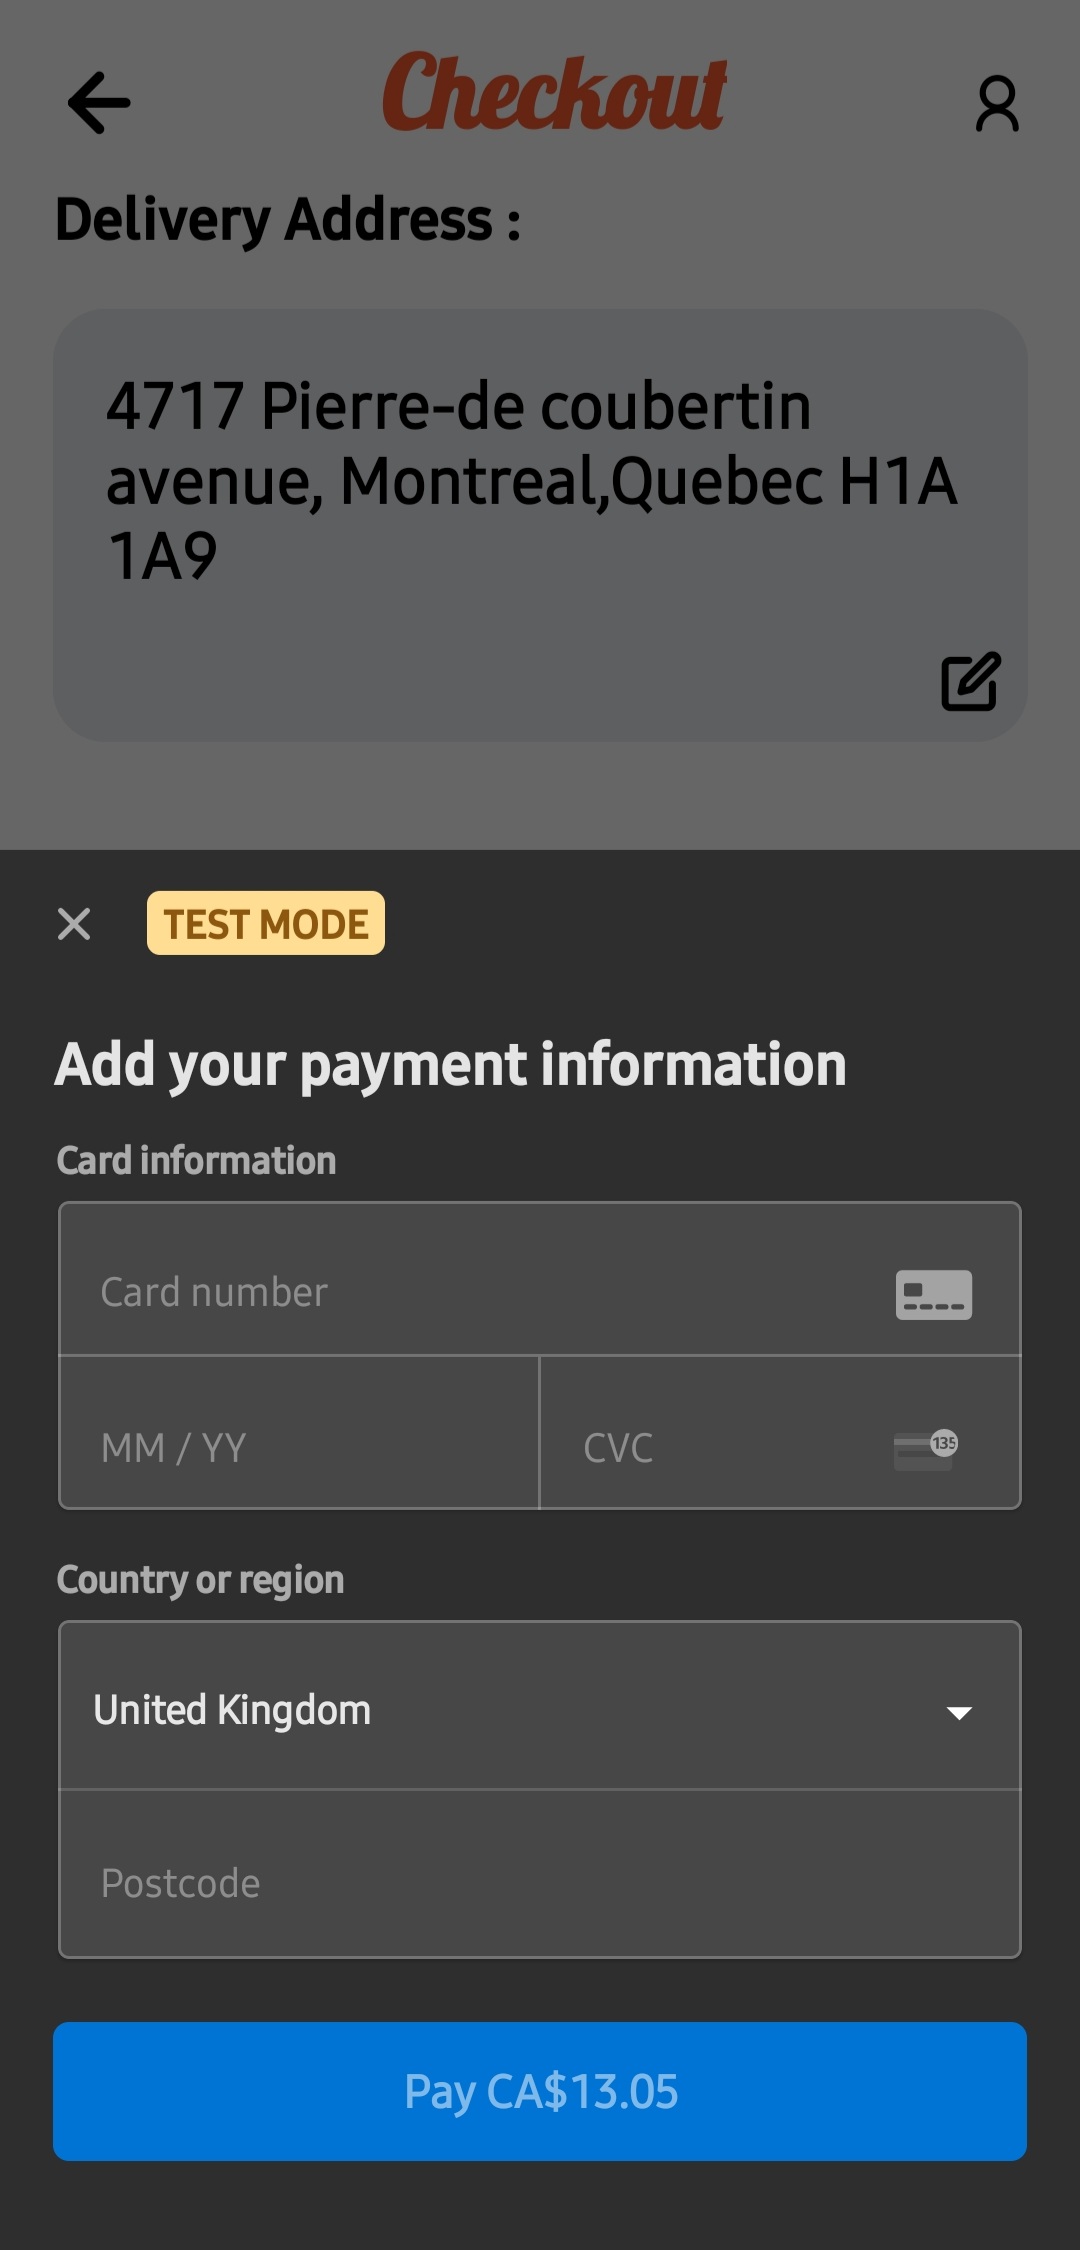 Checkout
Delivery Address :
4717 Pierre-de coubertin
avenue, Montreal,Quebec H1A
1A9
TEST MODE
Add your payment information
Card information
Card number
MM / YY
CVC
135
Country or region
United Kingdom
Postcode
Pay CA$13.05